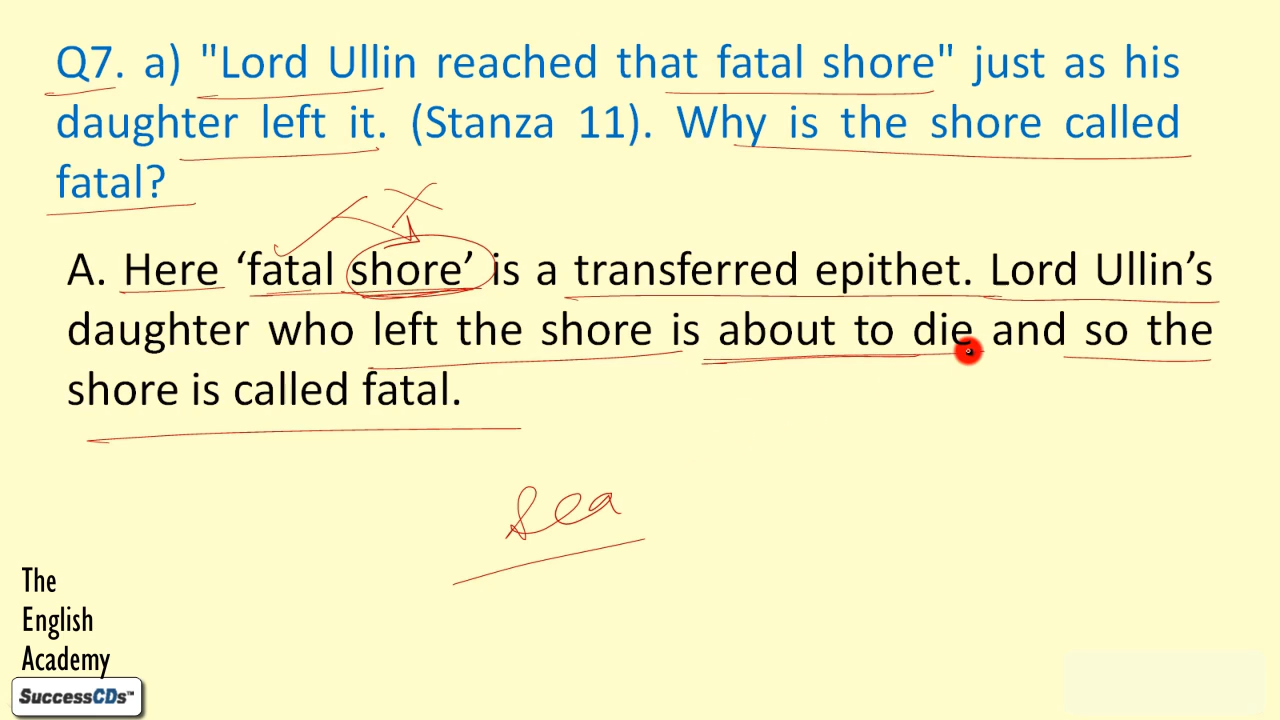 Q7. a) "Lord Ullin reached that fatal shore" just as his
daughter left it. (Stanza 11). Why is the shore called
fatal?
A. Here ‘fatal shore’ is a transferred epithet. Lord Ullin’s
daughter who left the shore is about to die and so the
shore is called fatal.
Sea
The
English
Academy
SuccessCDs™